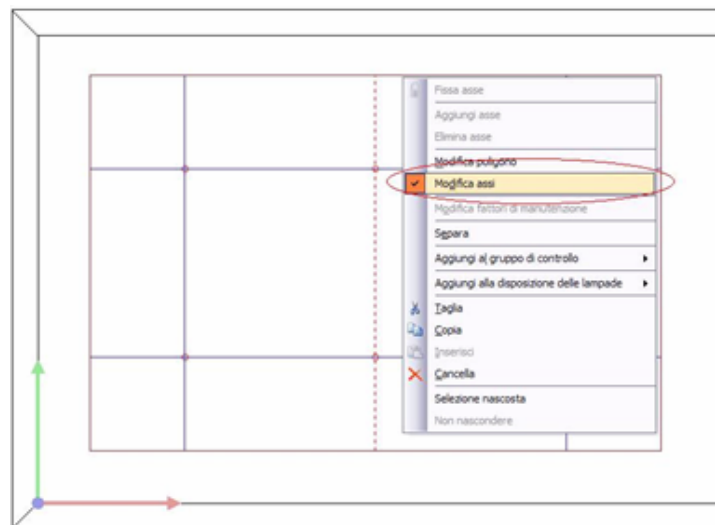 Fissa asse
Aggiungi asse
Elimina asse
Modifica poligono
Modifica assi
Modifica fattori di manutenzione
Separa
Aggiungi al gruppo di controllo
Aggiungi alla disposizione delle lampade
Taglia
Copia
Inserisci
Cancella
Selezione nascosta
Non nascondere